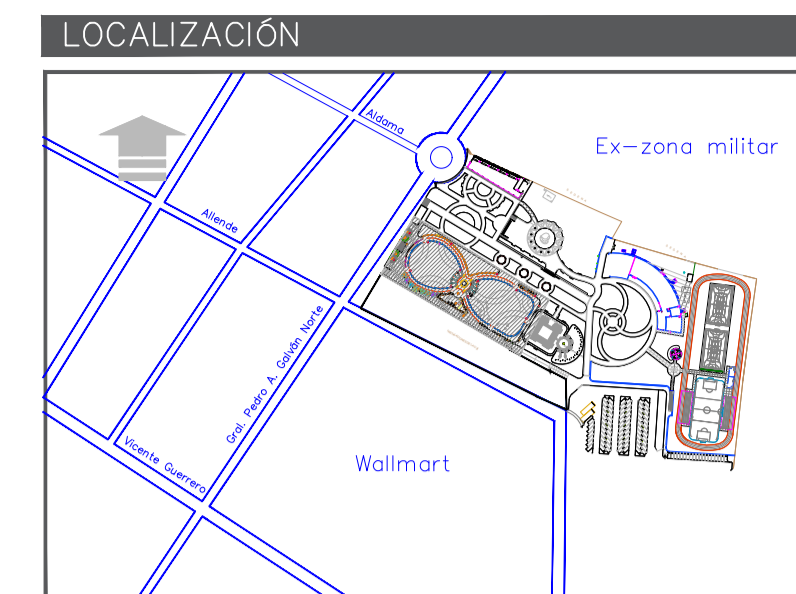 LOCALIZACIÓN
Aldama
Ex-zona militar
Allende
Gral. Pedro A. Galván Norte
Vicente Guerrero
Wallmart